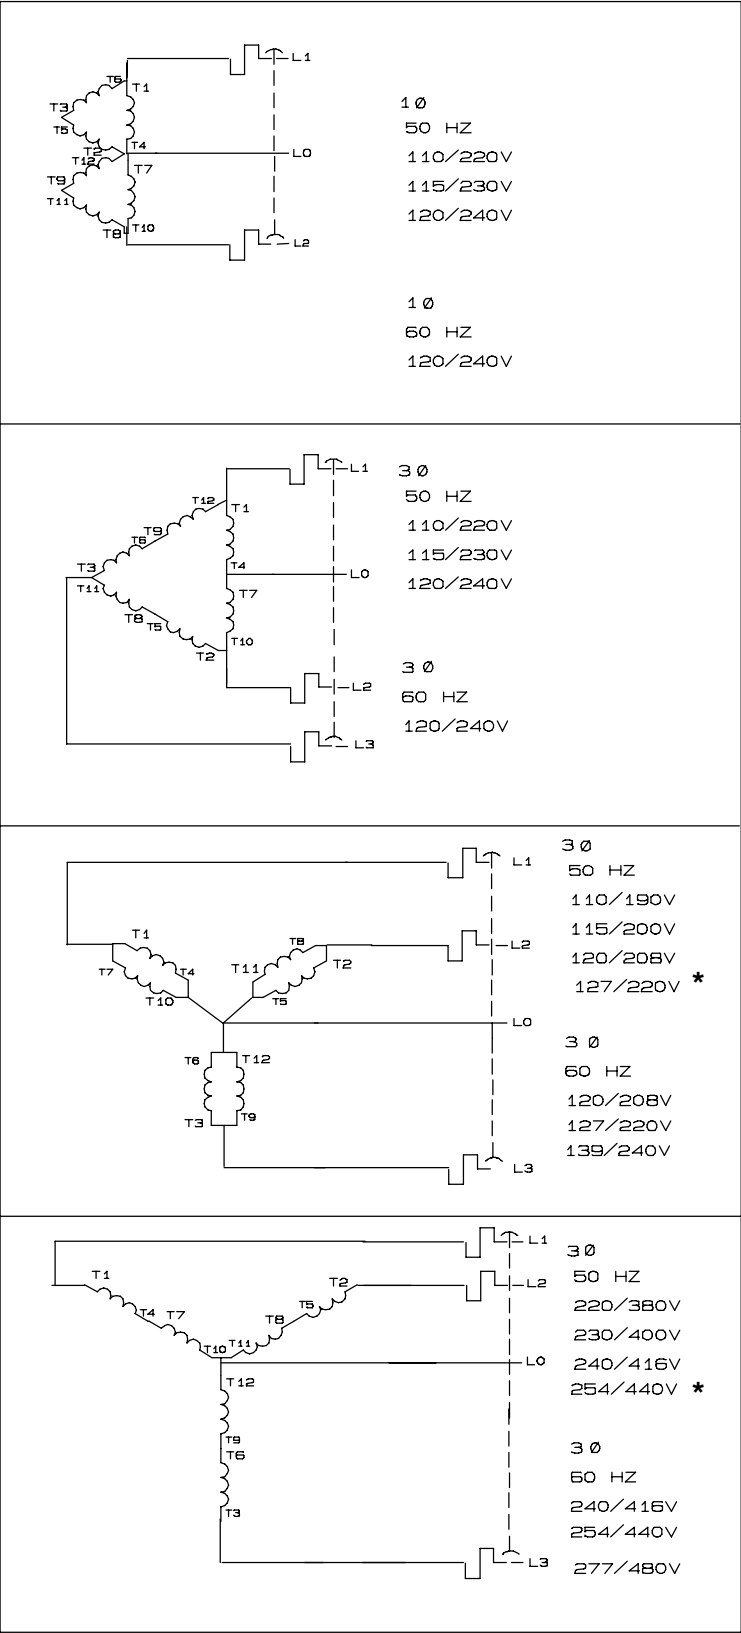 L1
T6
T1
T3
T5
T4
T2
L0
T12
T7
T9
T11
T10
T8
L2
1Ø
50 HZ
110/220V
115/230V
120/240V
1Ø
60 HZ
120/240V
L1
T12
T1
T9
T6
T4
T3
L0
T11
T7
T8
T5
T10
T2
L2
L3
3Ø
50 HZ
110/220V
115/230V
120/240V
3Ø
60 HZ
120/240V
L1
T1
T8
L2
T7
T4
T11
T2
T10
T5
L0
T6
T12
T3
T9
L3
3Ø
50 HZ
110/190V
115/200V
120/208V
127/220V *
3Ø
60 HZ
120/208V
127/220V
139/240V
L1
T1
T2
L2
T4
T7
T8
T5
T10
T11
L0
T12
T9
T6
T3
L3
3Ø
50 HZ
220/380V
230/400V
240/416V
254/440V *
3Ø
60 HZ
240/416V
254/440V
277/480V